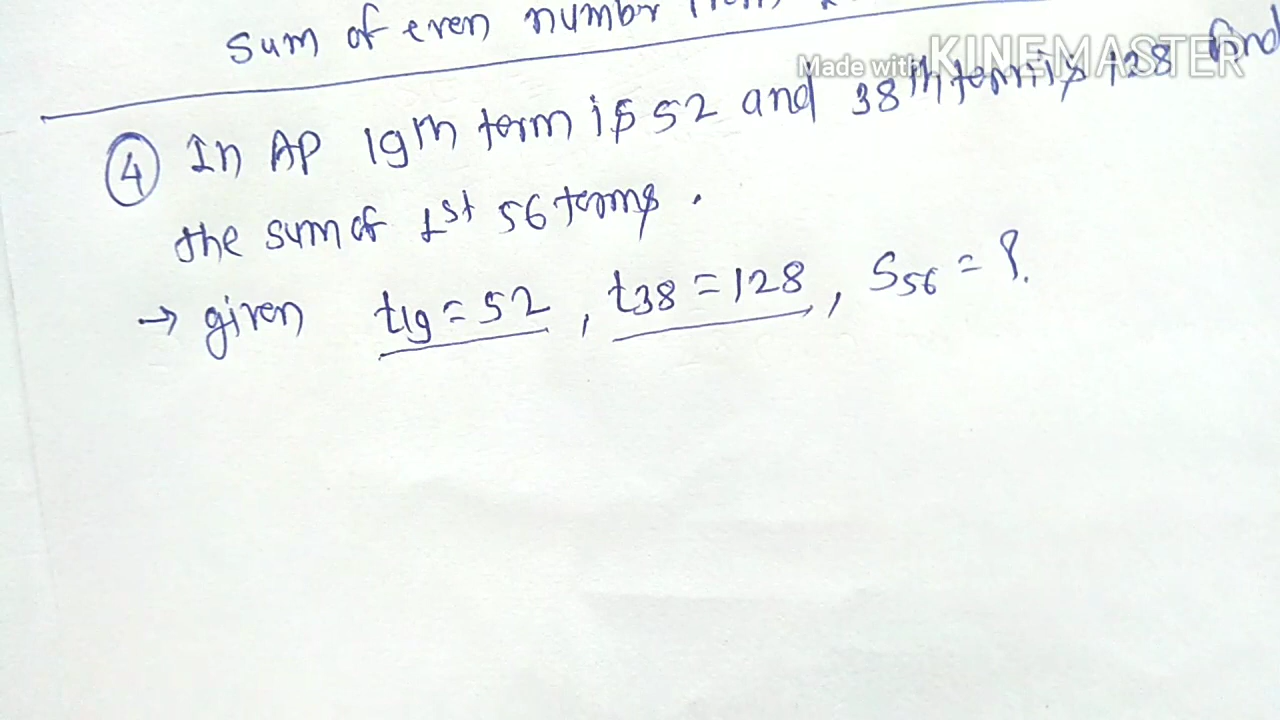 Sum of even number from
Made with KINEMASTER
④ In AP 19th term is 52 and 38th term is 128 find
the sum of 1st 56 terms.
→ given t19 = 52, t38 = 128, S56 = ?.